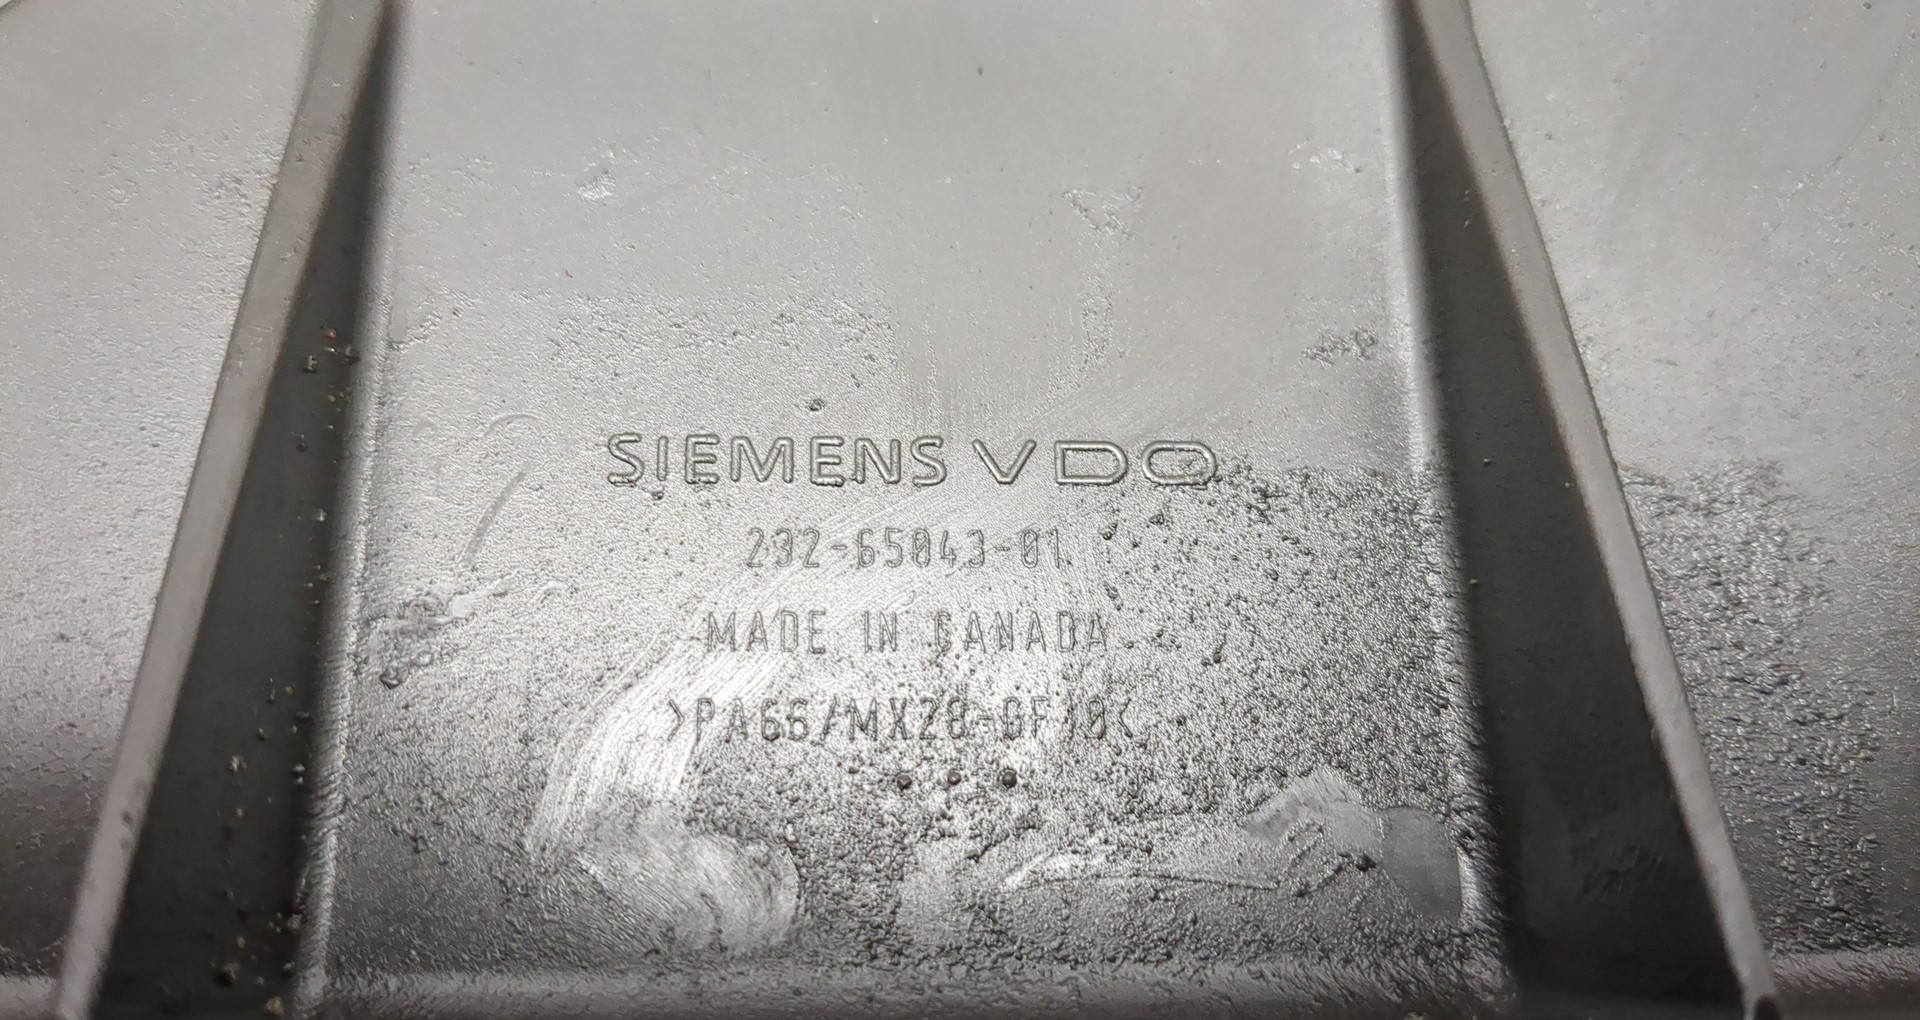 SIEMENS VDO
232-65043-01
MADE IN CANADA
>PA66/MX28-GF10<